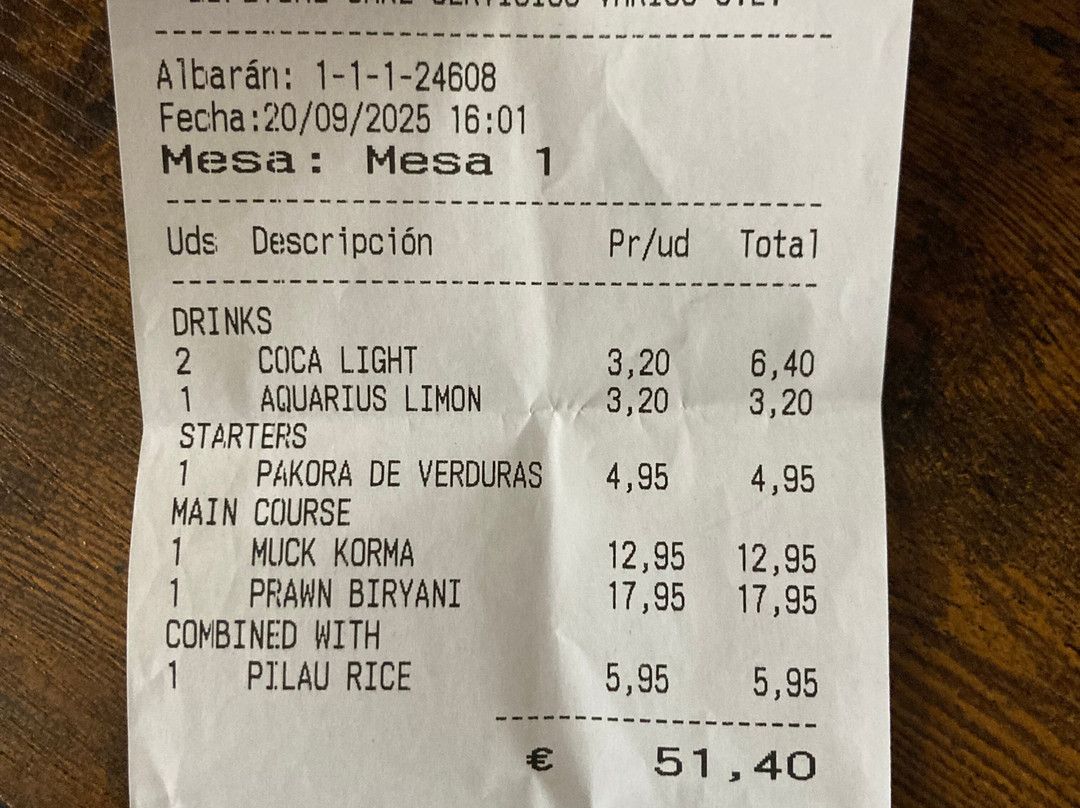 Albarán: 1-1-1-24608
Fecha:20/09/2025 16:01
Mesa: Mesa 1
Uds Descripción Pr/ud Total
DRINKS
2 COCA LIGHT 3,20 6,40
1 AQUARIUS LIMON 3,20 3,20
STARTERS
1 PAKORA DE VERDURAS 4,95 4,95
MAIN COURSE
1 MUCK KORMA 12,95 12,95
1 PRAWN BIRYANI 17,95 17,95
COMBINED WITH
1 PILAU RICE 5,95 5,95
€ 51,40